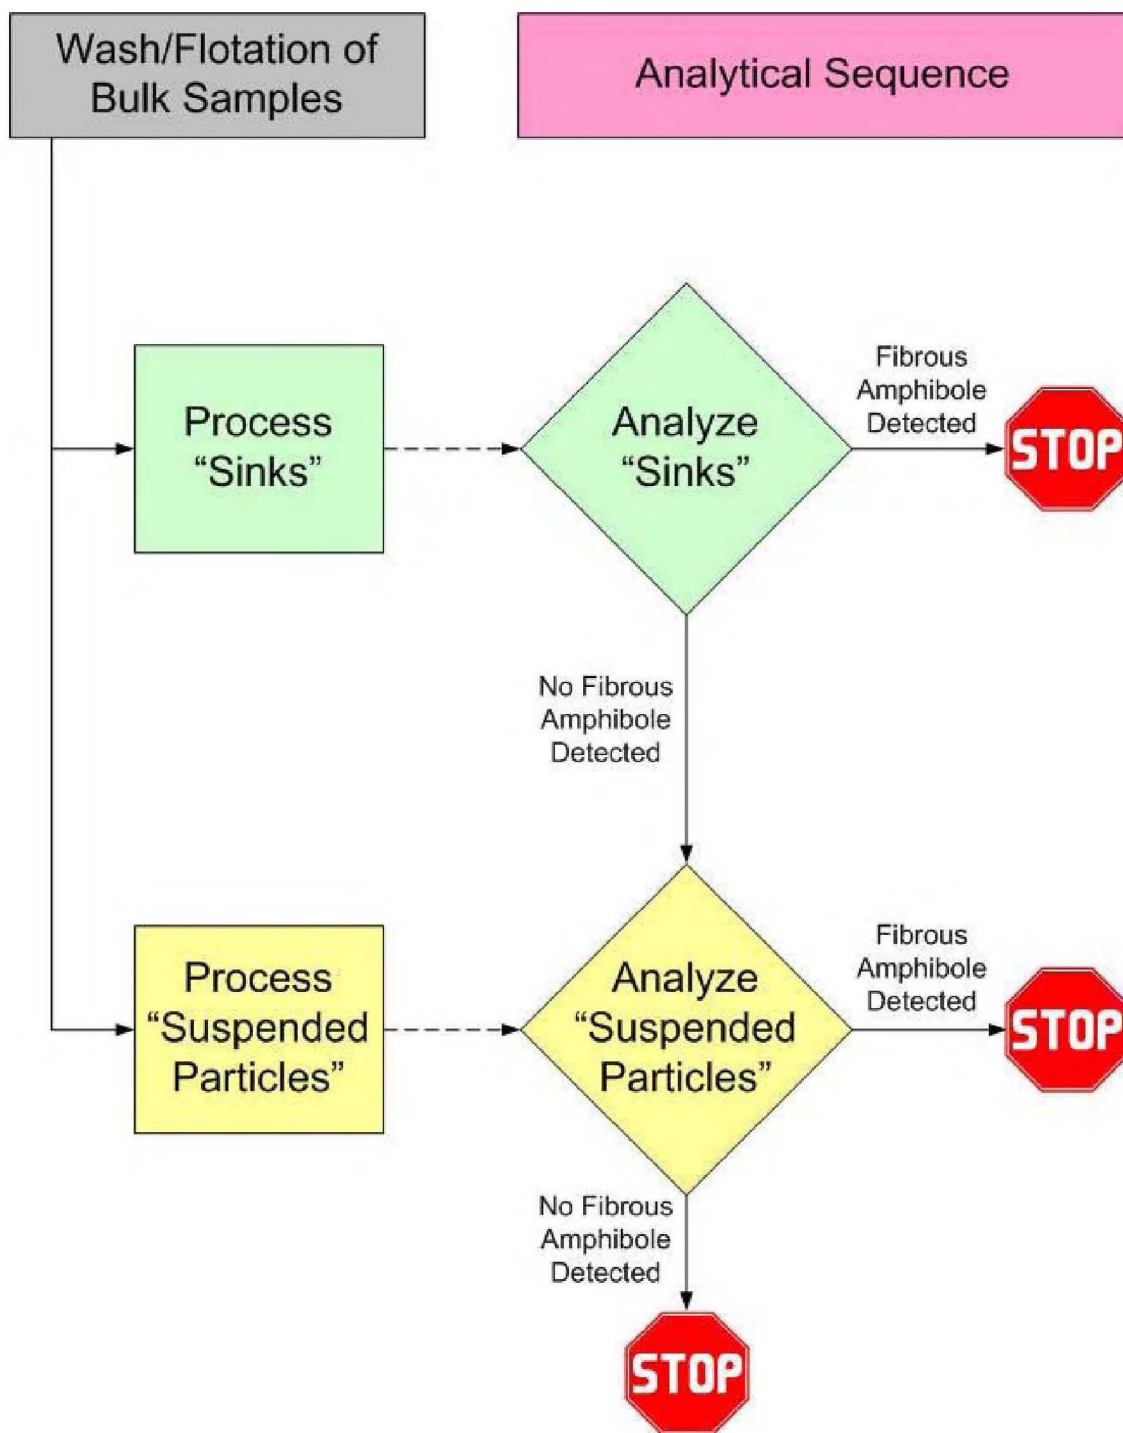 Wash/Flotation of
Bulk Samples
Analytical Sequence
Process
“Sinks”
Analyze
“Sinks”
Fibrous
Amphibole
Detected
STOP
No Fibrous
Amphibole
Detected
Process
“Suspended
Particles”
Analyze
“Suspended
Particles”
Fibrous
Amphibole
Detected
STOP
No Fibrous
Amphibole
Detected
STOP